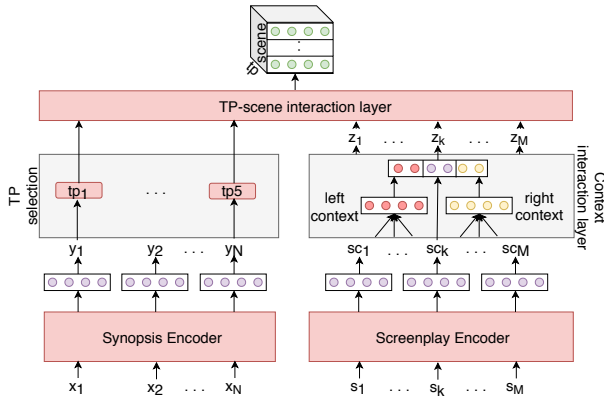 scene
tp
:
TP-scene interaction layer
z1 . . . zk . . . zM
TP
selection
tp1 . . . tp5
left
context
right
context
Context
interaction layer
y1 y2 . . . yN
sc1 . . . sck . . . scM
Synopsis Encoder
Screenplay Encoder
x1 x2 . . . xN
s1 . . . sk . . . sM